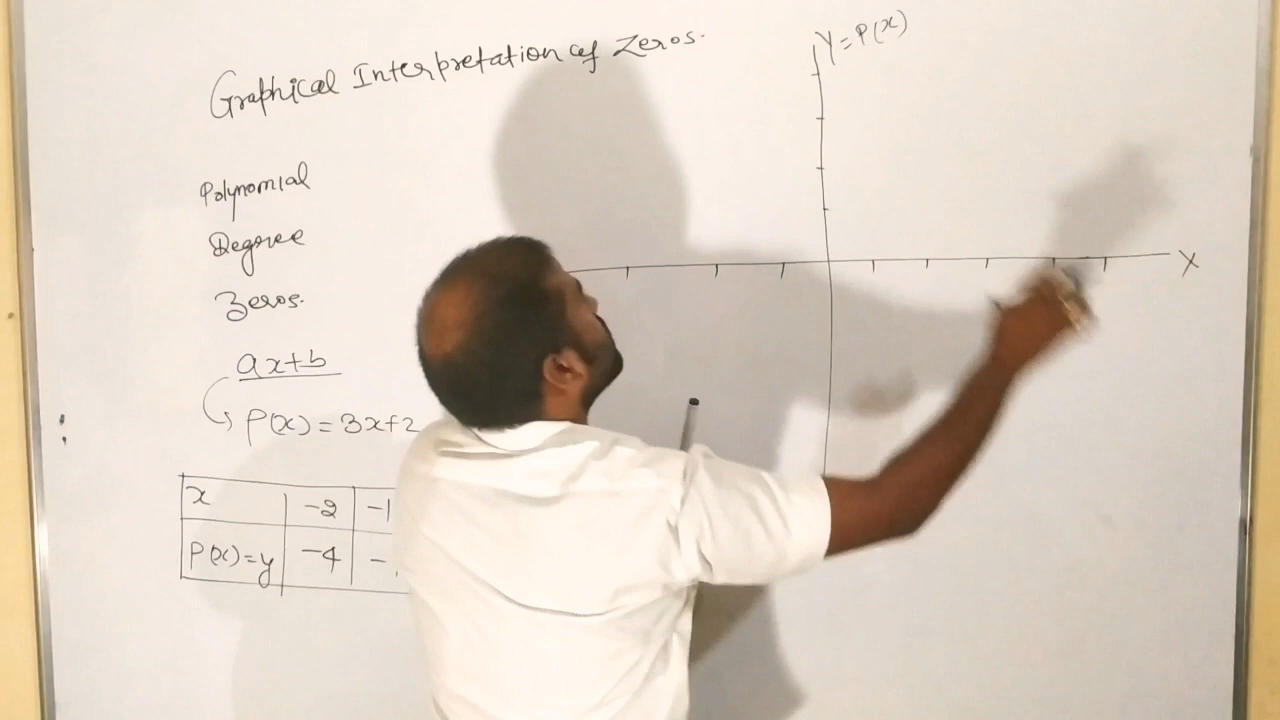 Graphical Interpretation of Zeros.
Y=P(x)
Polynomial
Degree
Zeros.
X
ax+b
P(x)=3x+2
x -2 -1
P(x)=y -4 -